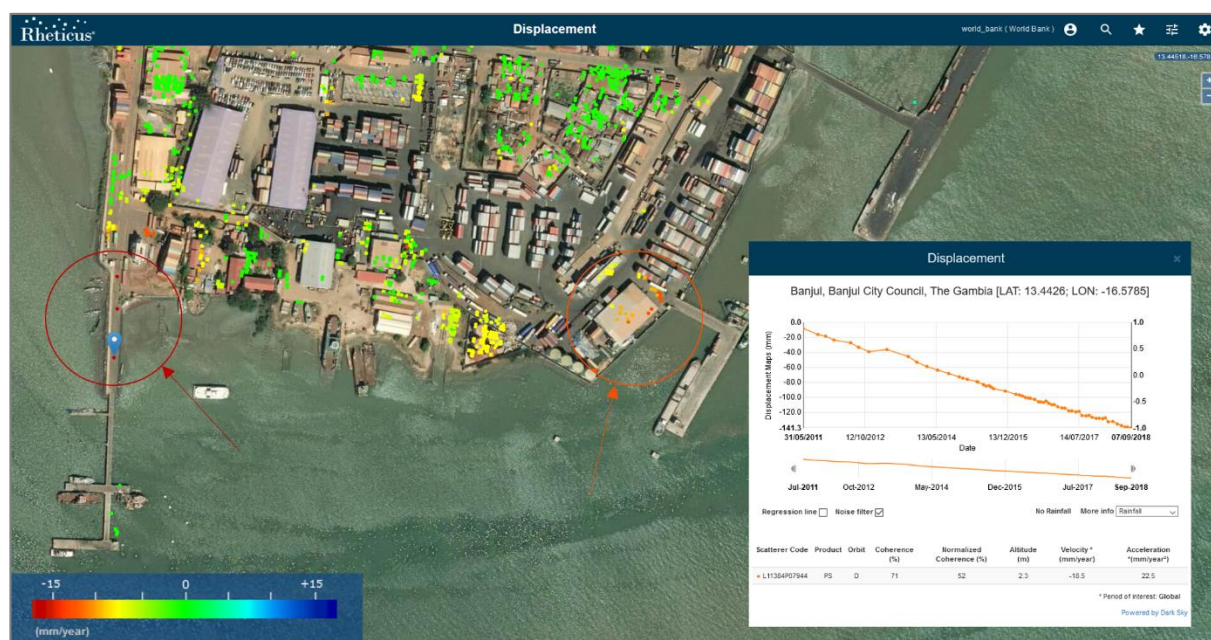 Rheticus®
Displacement
world_bank ( World Bank )
+
−
Displacement ×
Banjul, Banjul City Council, The Gambia [LAT: 13.4426; LON: -16.5785]
0.0
-20.0
-40.0
-60.0
-80.0
-100.0
-120.0
-141.3
Displacement Maps (mm)
1.0
0.5
0.0
-0.5
-1.0
31/05/2011 12/10/2012 13/05/2014 13/12/2015 14/07/2017 07/09/2018
Date
Jul-2011 Oct-2012 May-2014 Dec-2015 Jul-2017 Sep-2018
Regression line Noise filter No Rainfall More info Rainfall
Scatterer Code Product Orbit Coherence (%) Normalized Coherence (%) Altitude (m) Velocity * (mm/year) Acceleration *(mm/year²)
L11384P07944 PS D 71 52 2.3 -18.5 22.5
* Period of interest: Global
Powered by Dark Sky
-15 0 +15
(mm/year)